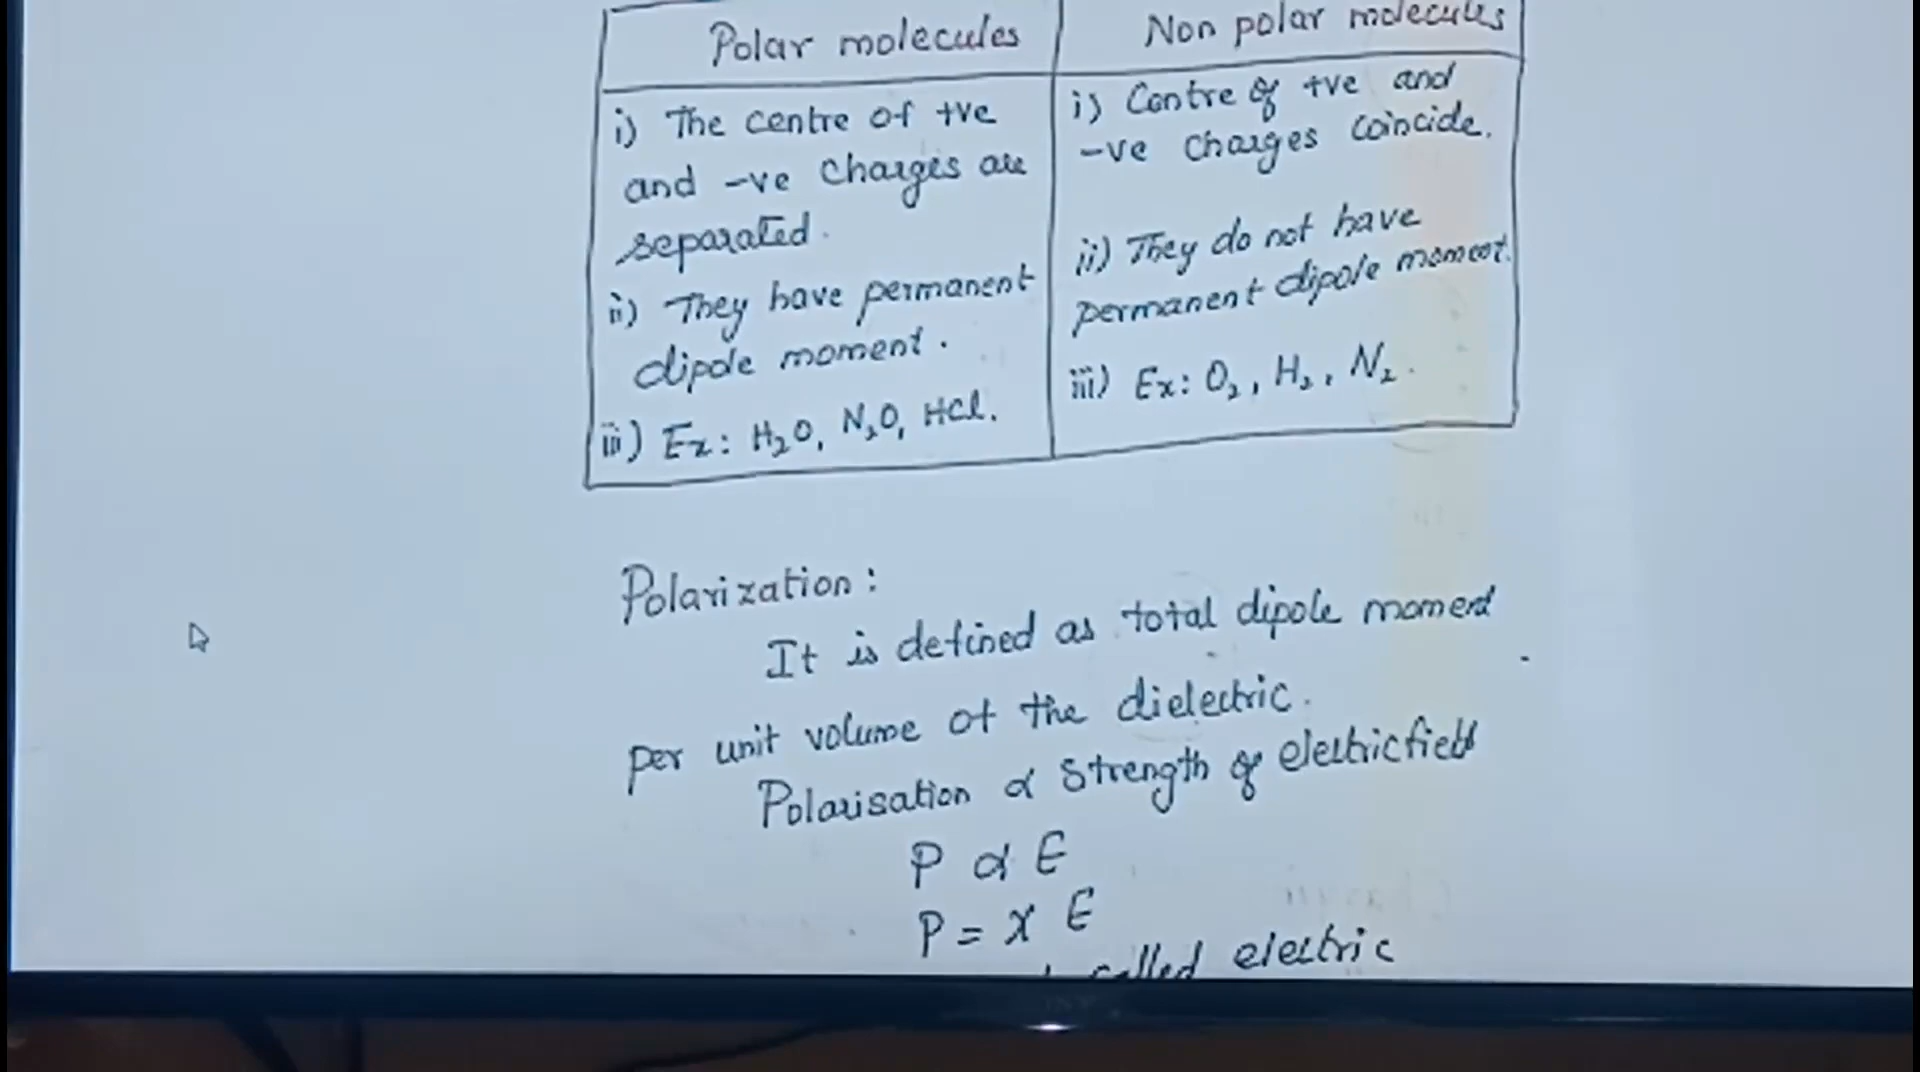 Polar molecules
i) The centre of +ve
and -ve charges are
separated.
ii) They have permanent
dipole moment.
iii) Ex: H₂O, N₂O, HCl.
Non polar molecules
i) Centre of +ve and
-ve charges coincide.
ii) They do not have
permanent dipole moment.
iii) Ex: O₂, H₂, N₂.
Polarization:
It is defined as total dipole moment
per unit volume of the dielectric.
Polarisation α Strength of electric field
P α E
P = χ E
called electric